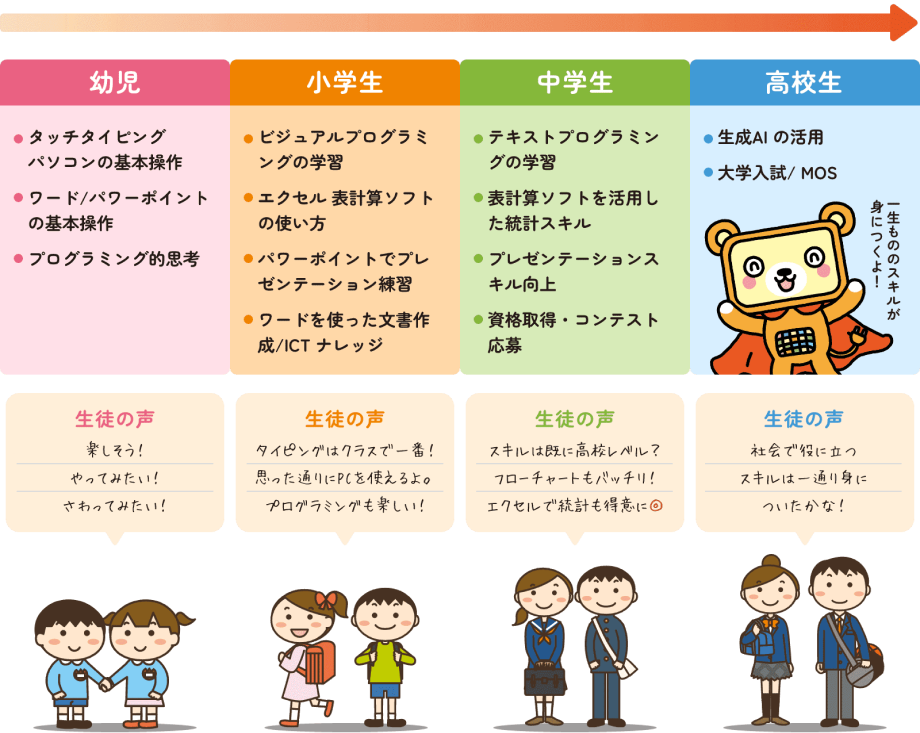 幼児
タッチタイピング
パソコンの基本操作
ワード/パワーポイント
の基本操作
プログラミング的思考
小学生
ビジュアルプログラミ
ングの学習
エクセル 表計算ソフト
の使い方
パワーポイントでプレ
ゼンテーション練習
ワードを使った文書作
成/ICT ナレッジ
中学生
テキストプログラミン
グの学習
表計算ソフトを活用し
た統計スキル
プレゼンテーションス
キル向上
資格取得・コンテスト
応募
高校生
生成AI の活用
大学入試/ MOS
一生もののスキルが
身につくよ!
生徒の声
楽しそう!
やってみたい!
さわってみたい!
生徒の声
タイピングはクラスで一番!
思った通りにPCを使えるよ。
プログラミングも楽しい!
生徒の声
スキルは既に高校レベル?
フローチャートもバッチリ!
エクセルで統計も得意に◎
生徒の声
社会で役に立つ
スキルは一通り身に
ついたかな!